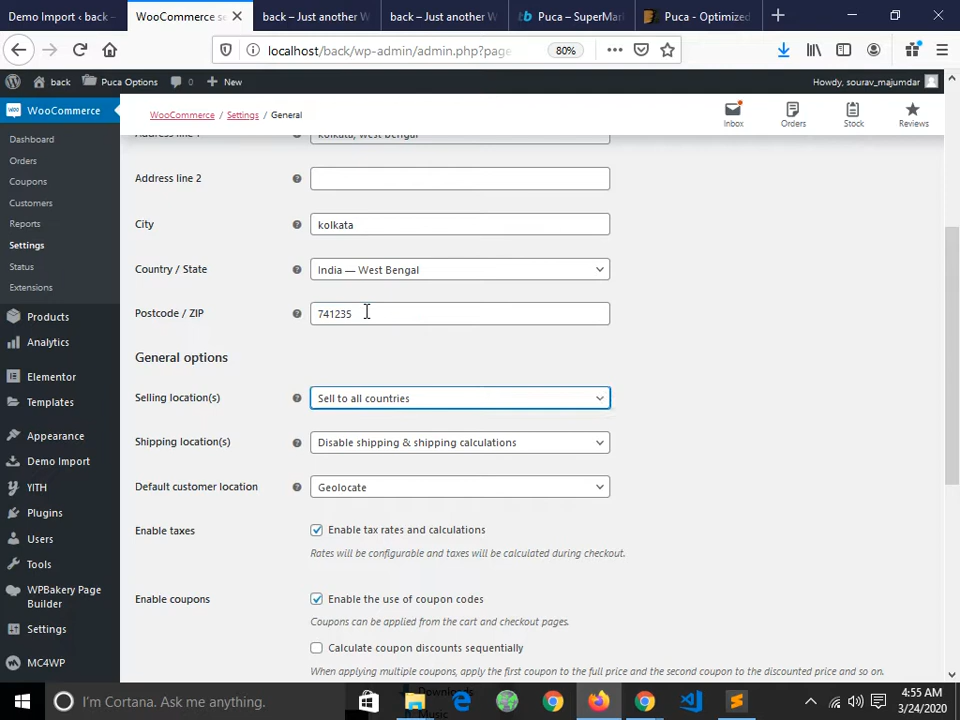 Demo Import ‹ back –
WooCommerce se
back – Just another W
back – Just another W
Puca – SuperMar
Puca - Optimized
localhost/back/wp-admin/admin.php?page
80%
back
Puca Options
0
New
Howdy, sourav_majumdar
WooCommerce
WooCommerce / Settings / General
Inbox
Orders
Stock
Reviews
Dashboard
Orders
Coupons
Customers
Reports
Settings
Status
Extensions
Products
Analytics
Elementor
Templates
Appearance
Demo Import
YITH
Plugins
Users
Tools
WPBakery Page
Builder
Settings
MC4WP
Address line 1
Kolkata, West Bengal
Address line 2
City
kolkata
Country / State
India — West Bengal
Postcode / ZIP
741235
General options
Selling location(s)
Sell to all countries
Shipping location(s)
Disable shipping & shipping calculations
Default customer location
Geolocate
Enable taxes
Enable tax rates and calculations
Rates will be configurable and taxes will be calculated during checkout.
Enable coupons
Enable the use of coupon codes
Coupons can be applied from the cart and checkout pages.
Calculate coupon discounts sequentially
When applying multiple coupons, apply the first coupon to the full price and the second coupon to the discounted price and so on.
I'm Cortana. Ask me anything.
Downloads
Music
4:55 AM
3/24/2020